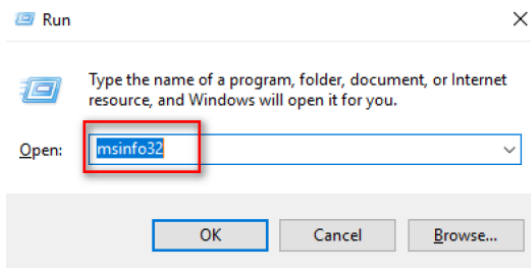 Run
Type the name of a program, folder, document, or Internet
resource, and Windows will open it for you.
Open: msinfo32
OK Cancel Browse...